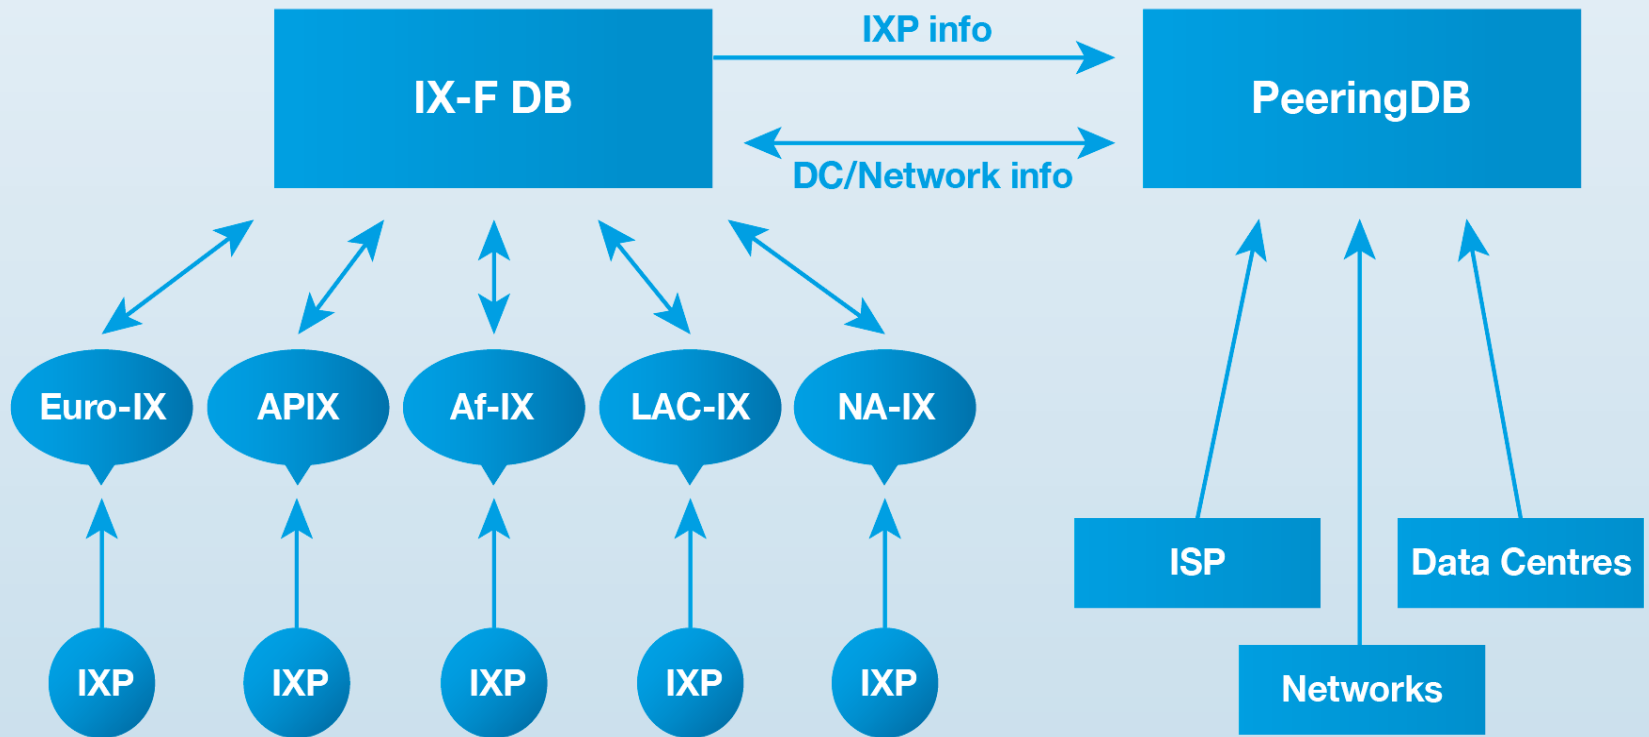 IXP info
IX-F DB
PeeringDB
DC/Network info
Euro-IX
APIX
Af-IX
LAC-IX
NA-IX
ISP
Data Centres
IXP
IXP
IXP
IXP
IXP
Networks